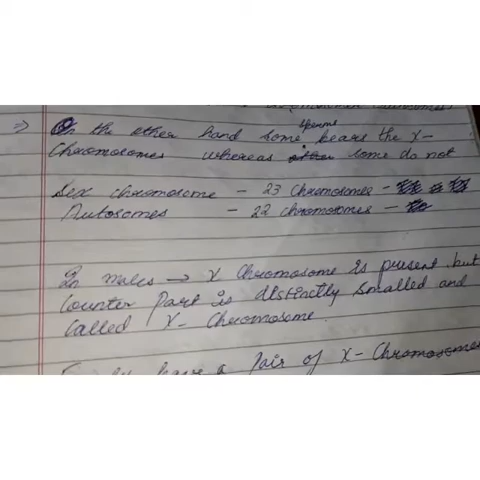 ⇒ On the other hand some sperms bears the X-
Chromosomes whereas some do not
Sex chromosome - 23 Chromosomes -
Autosomes - 22 chromosomes -
In males → X Chromosome is present but
Counter Part is distinctly Smalled and
Called Y- Chromosome
have a pair of X- Chromosomes